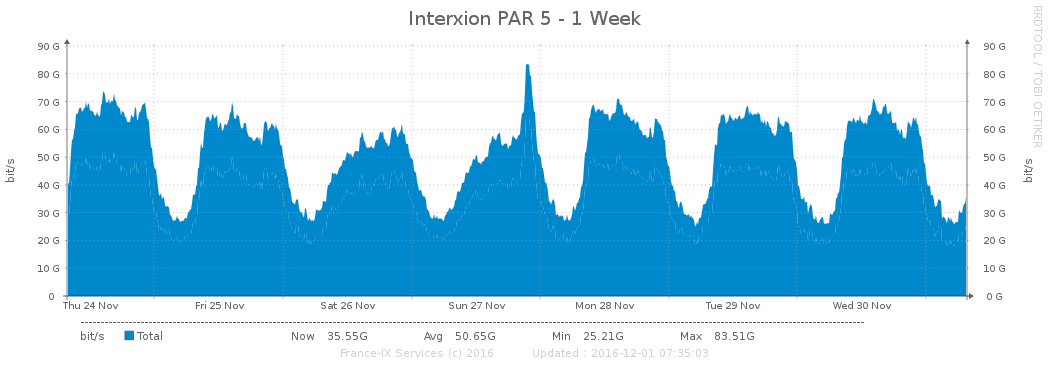 Interxion PAR 5 - 1 Week
RRDTOOL / TOBI OETIKER
90 G 90 G
80 G 80 G
70 G 70 G
60 G 60 G
50 G 50 G
40 G 40 G
30 G 30 G
20 G 20 G
10 G 10 G
0 0 G
bit/s
bit/s
Thu 24 Nov Fri 25 Nov Sat 26 Nov Sun 27 Nov Mon 28 Nov Tue 29 Nov Wed 30 Nov
bit/s Total Now 35.55G Avg 50.65G Min 25.21G Max 83.51G
France-IX Services (c) 2016 Updated : 2016-12-01 07:35:03